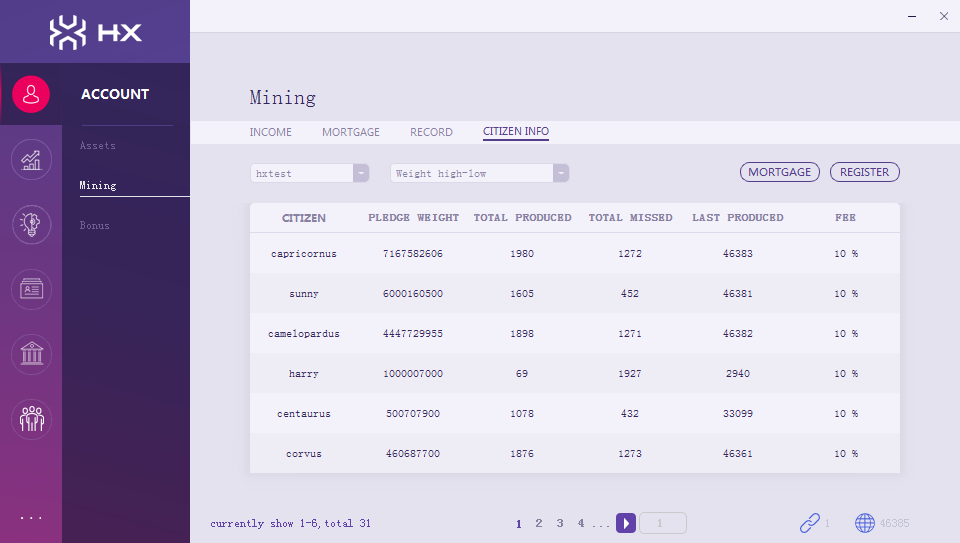 HX
ACCOUNT
Assets
Mining
Bonus
...
Mining
INCOME MORTGAGE RECORD CITIZEN INFO
hxtest Weight high-low MORTGAGE REGISTER
CITIZEN PLEDGE WEIGHT TOTAL PRODUCED TOTAL MISSED LAST PRODUCED FEE
capricornus 7167582606 1980 1272 46383 10 %
sunny 6000160500 1605 452 46381 10 %
camelopardus 4447729955 1898 1271 46382 10 %
harry 1000007000 69 1927 2940 10 %
centaurus 500707900 1078 432 33099 10 %
corvus 460687700 1876 1273 46361 10 %
currently show 1-6,total 31 1 2 3 4 ... 1 1 46385